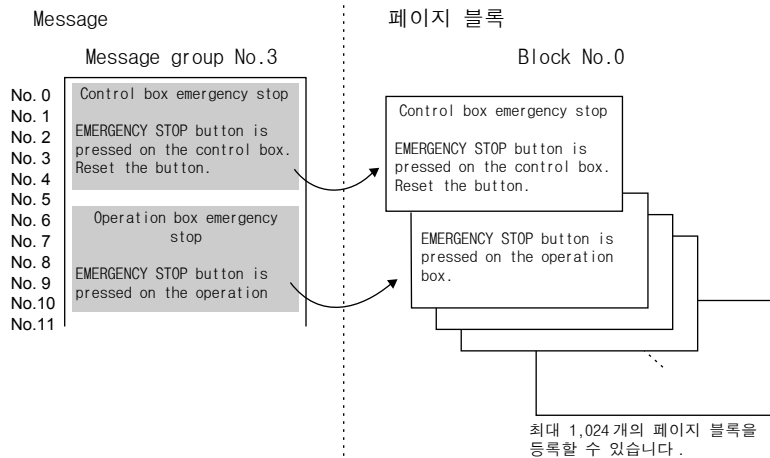 Message
Message group No.3
No. 0
No. 1
No. 2
No. 3
No. 4
No. 5
No. 6
No. 7
No. 8
No. 9
No.10
No.11
Control box emergency stop
EMERGENCY STOP button is
pressed on the control box.
Reset the button.
Operation box emergency
stop
EMERGENCY STOP button is
pressed on the operation
페이지 블록
Block No.0
Control box emergency stop
EMERGENCY STOP button is
pressed on the control box.
Reset the button.
EMERGENCY STOP button is
pressed on the operation
box.
최대 1,024개의 페이지 블록을
등록할 수 있습니다.